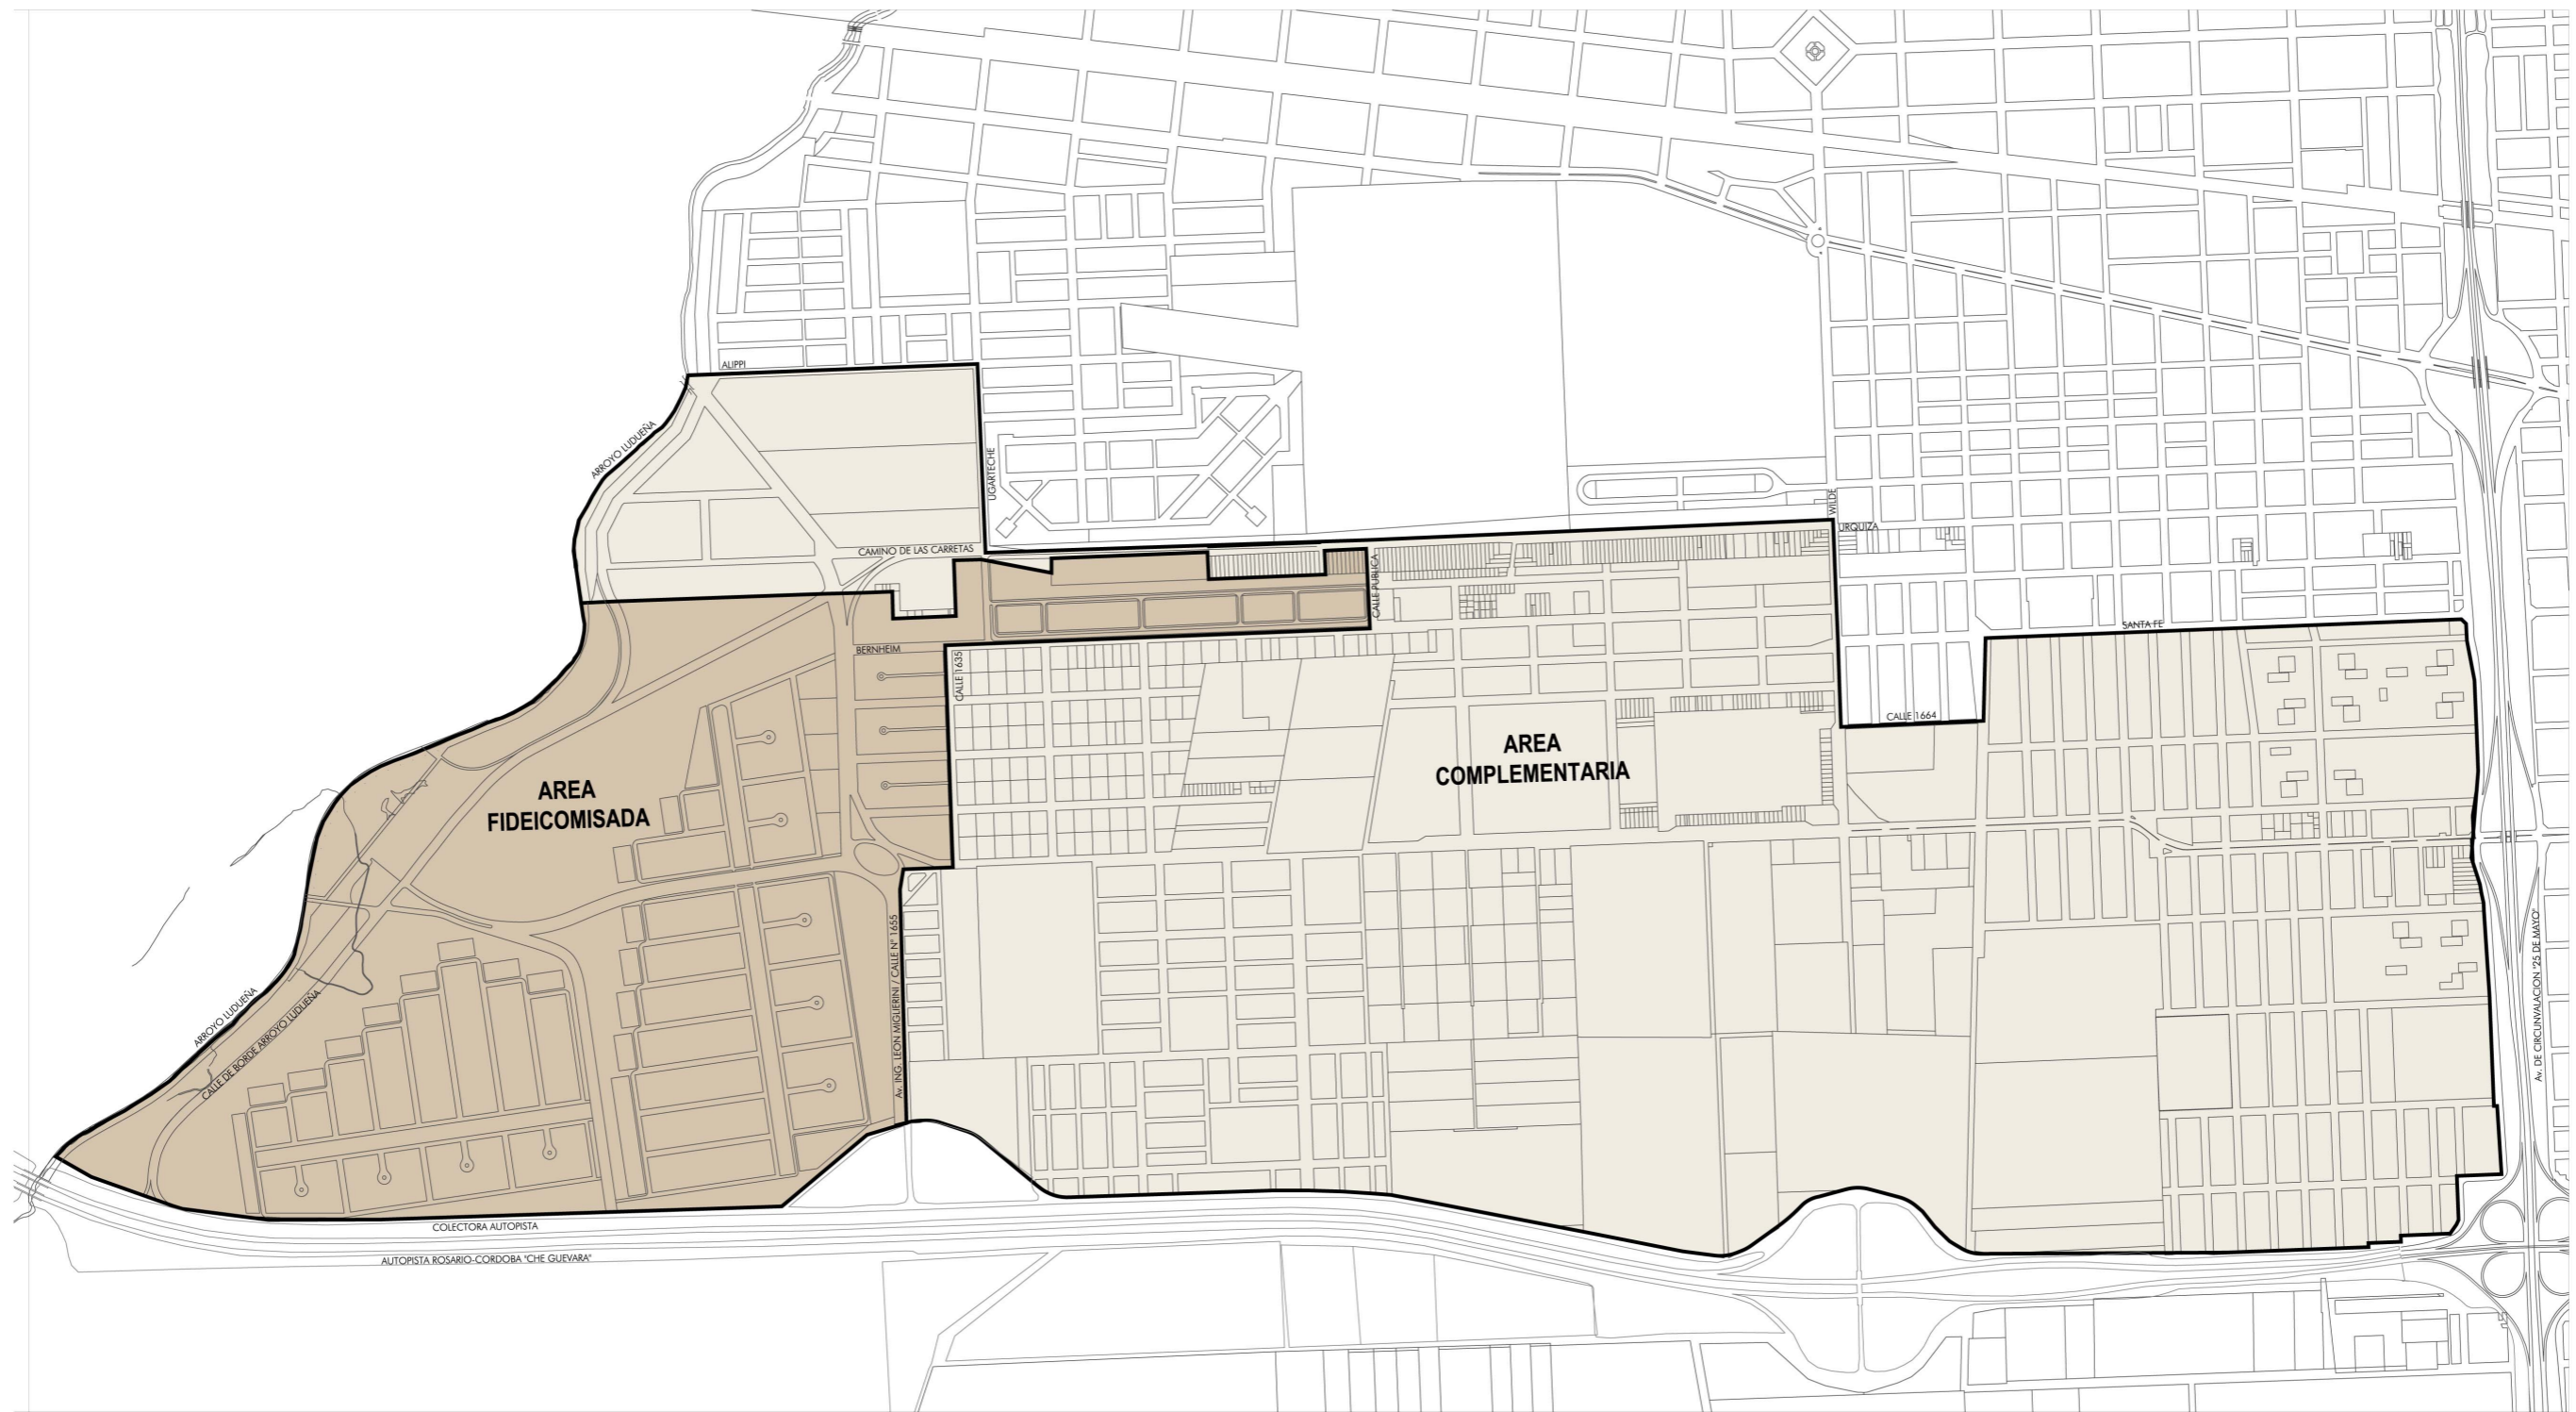 ALIPPI
ARROYO LUDUEÑA
UGARTECHE
WILDE
URQUIZA
CAMINO DE LAS CARRETAS
CALLE PUBLICA
SANTA FE
BERNHEIM
CALLE 1635
CALLE 1664
AREA
COMPLEMENTARIA
AREA
FIDEICOMISADA
Av. ING. LEON MIGLIERINI / CALLE Nº 1655
Av. DE CIRCUNVALACION "25 DE MAYO"
ARROYO LUDUEÑA
CALLE DE BORDE ARROYO LUDUEÑA
COLECTORA AUTOPISTA
AUTOPISTA ROSARIO-CORDOBA "CHE GUEVARA"